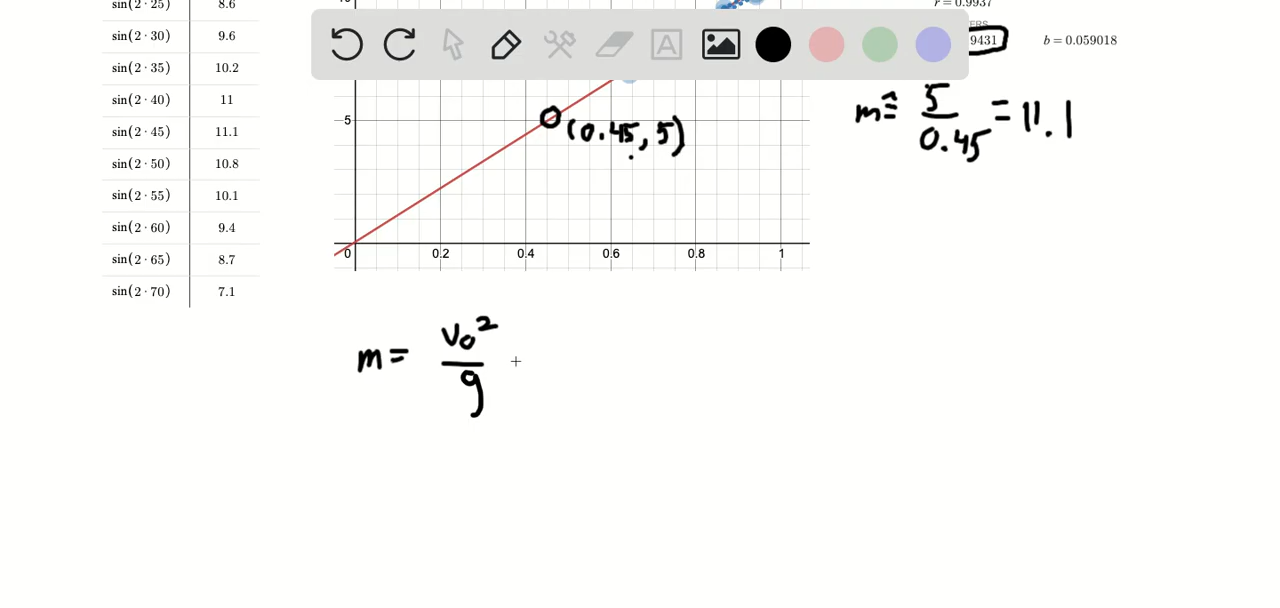 sin(2 · 25) 8.6
sin(2 · 30) 9.6
sin(2 · 35) 10.2
sin(2 · 40) 11
sin(2 · 45) 11.1
sin(2 · 50) 10.8
sin(2 · 55) 10.1
sin(2 · 60) 9.4
sin(2 · 65) 8.7
sin(2 · 70) 7.1
A
5
(0.45, 5)
0 0.2 0.4 0.6 0.8 1
r = 0.9937
ERS
9431 b = 0.059018
m ≈ 5/0.45 = 11.1
m = v₀²/g